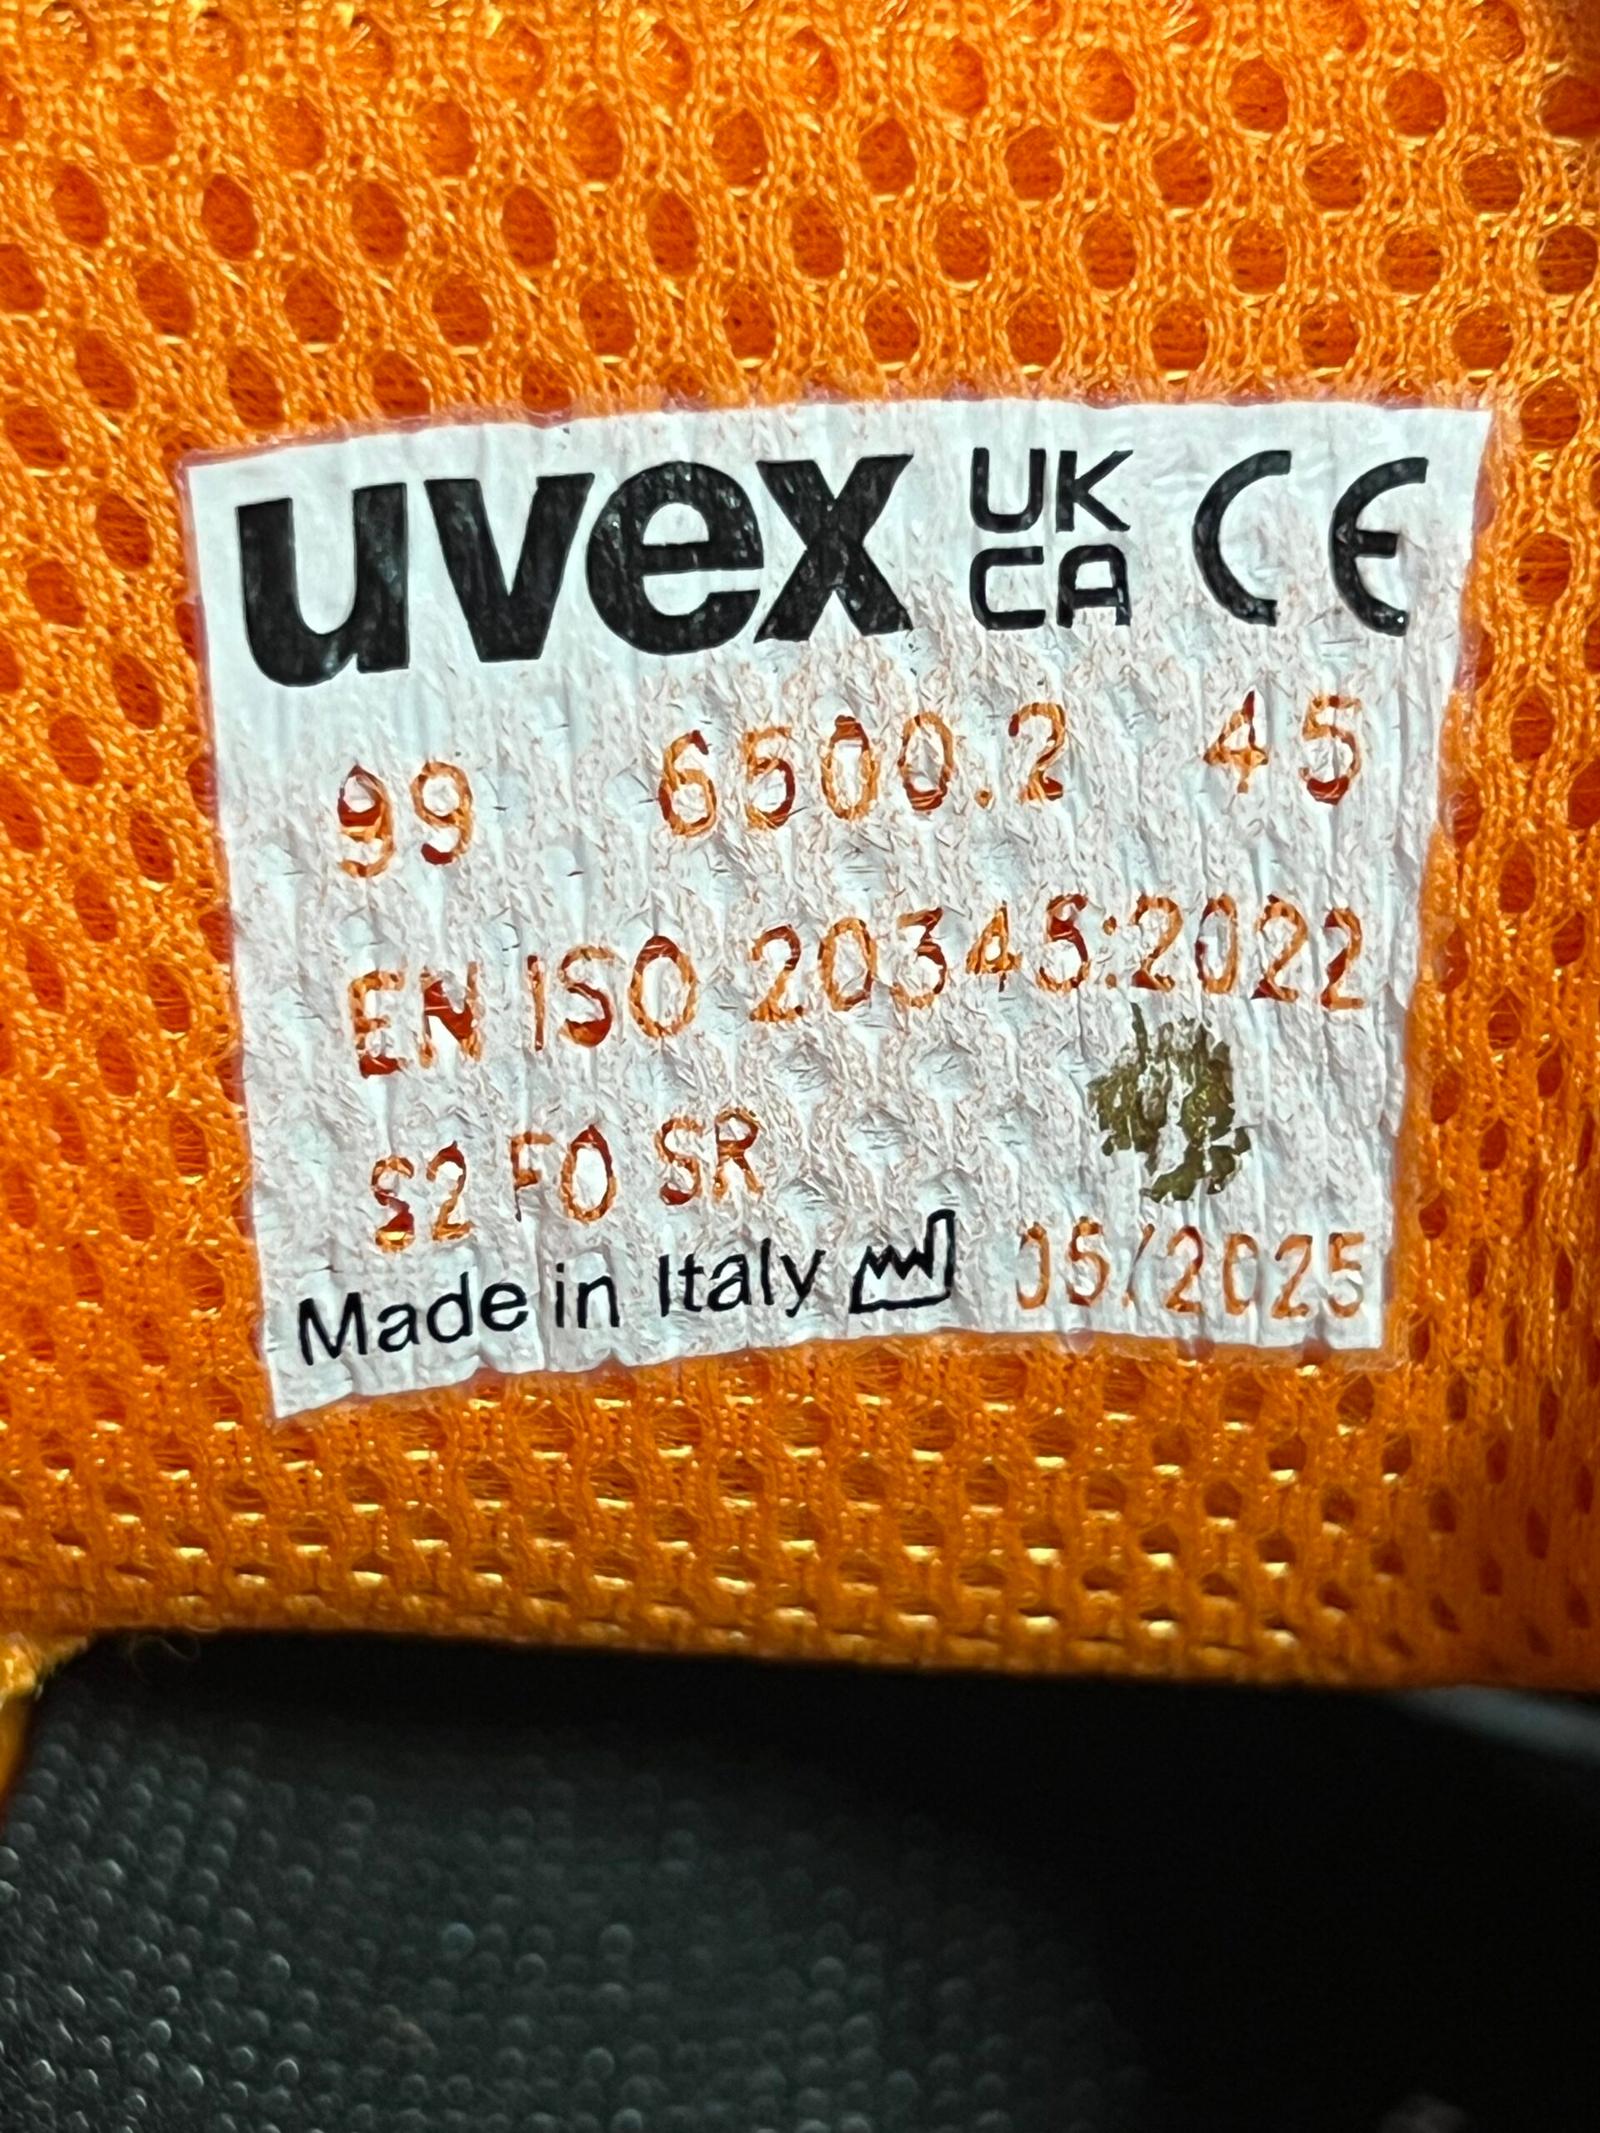 uvex UK CA CE
99 6500.2 45
EN ISO 20345:2022
S2 FO SR
Made in Italy 05/2025